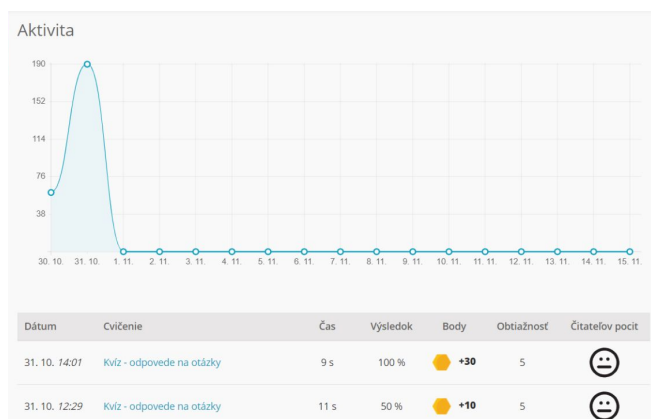 Aktivita
190
152
114
76
38
30. 10. 31. 10. 1. 11. 2. 11. 3. 11. 4. 11. 5. 11. 6. 11. 7. 11. 8. 11. 9. 11. 10. 11. 11. 11. 12. 11. 13. 11. 14. 11. 15. 11.
Dátum Cvičenie Čas Výsledok Body Obtiažnosť Čitateľov pocit
31. 10. 14:01 Kvíz - odpovede na otázky 9 s 100 % +30 5
31. 10. 12:29 Kvíz - odpovede na otázky 11 s 50 % +10 5